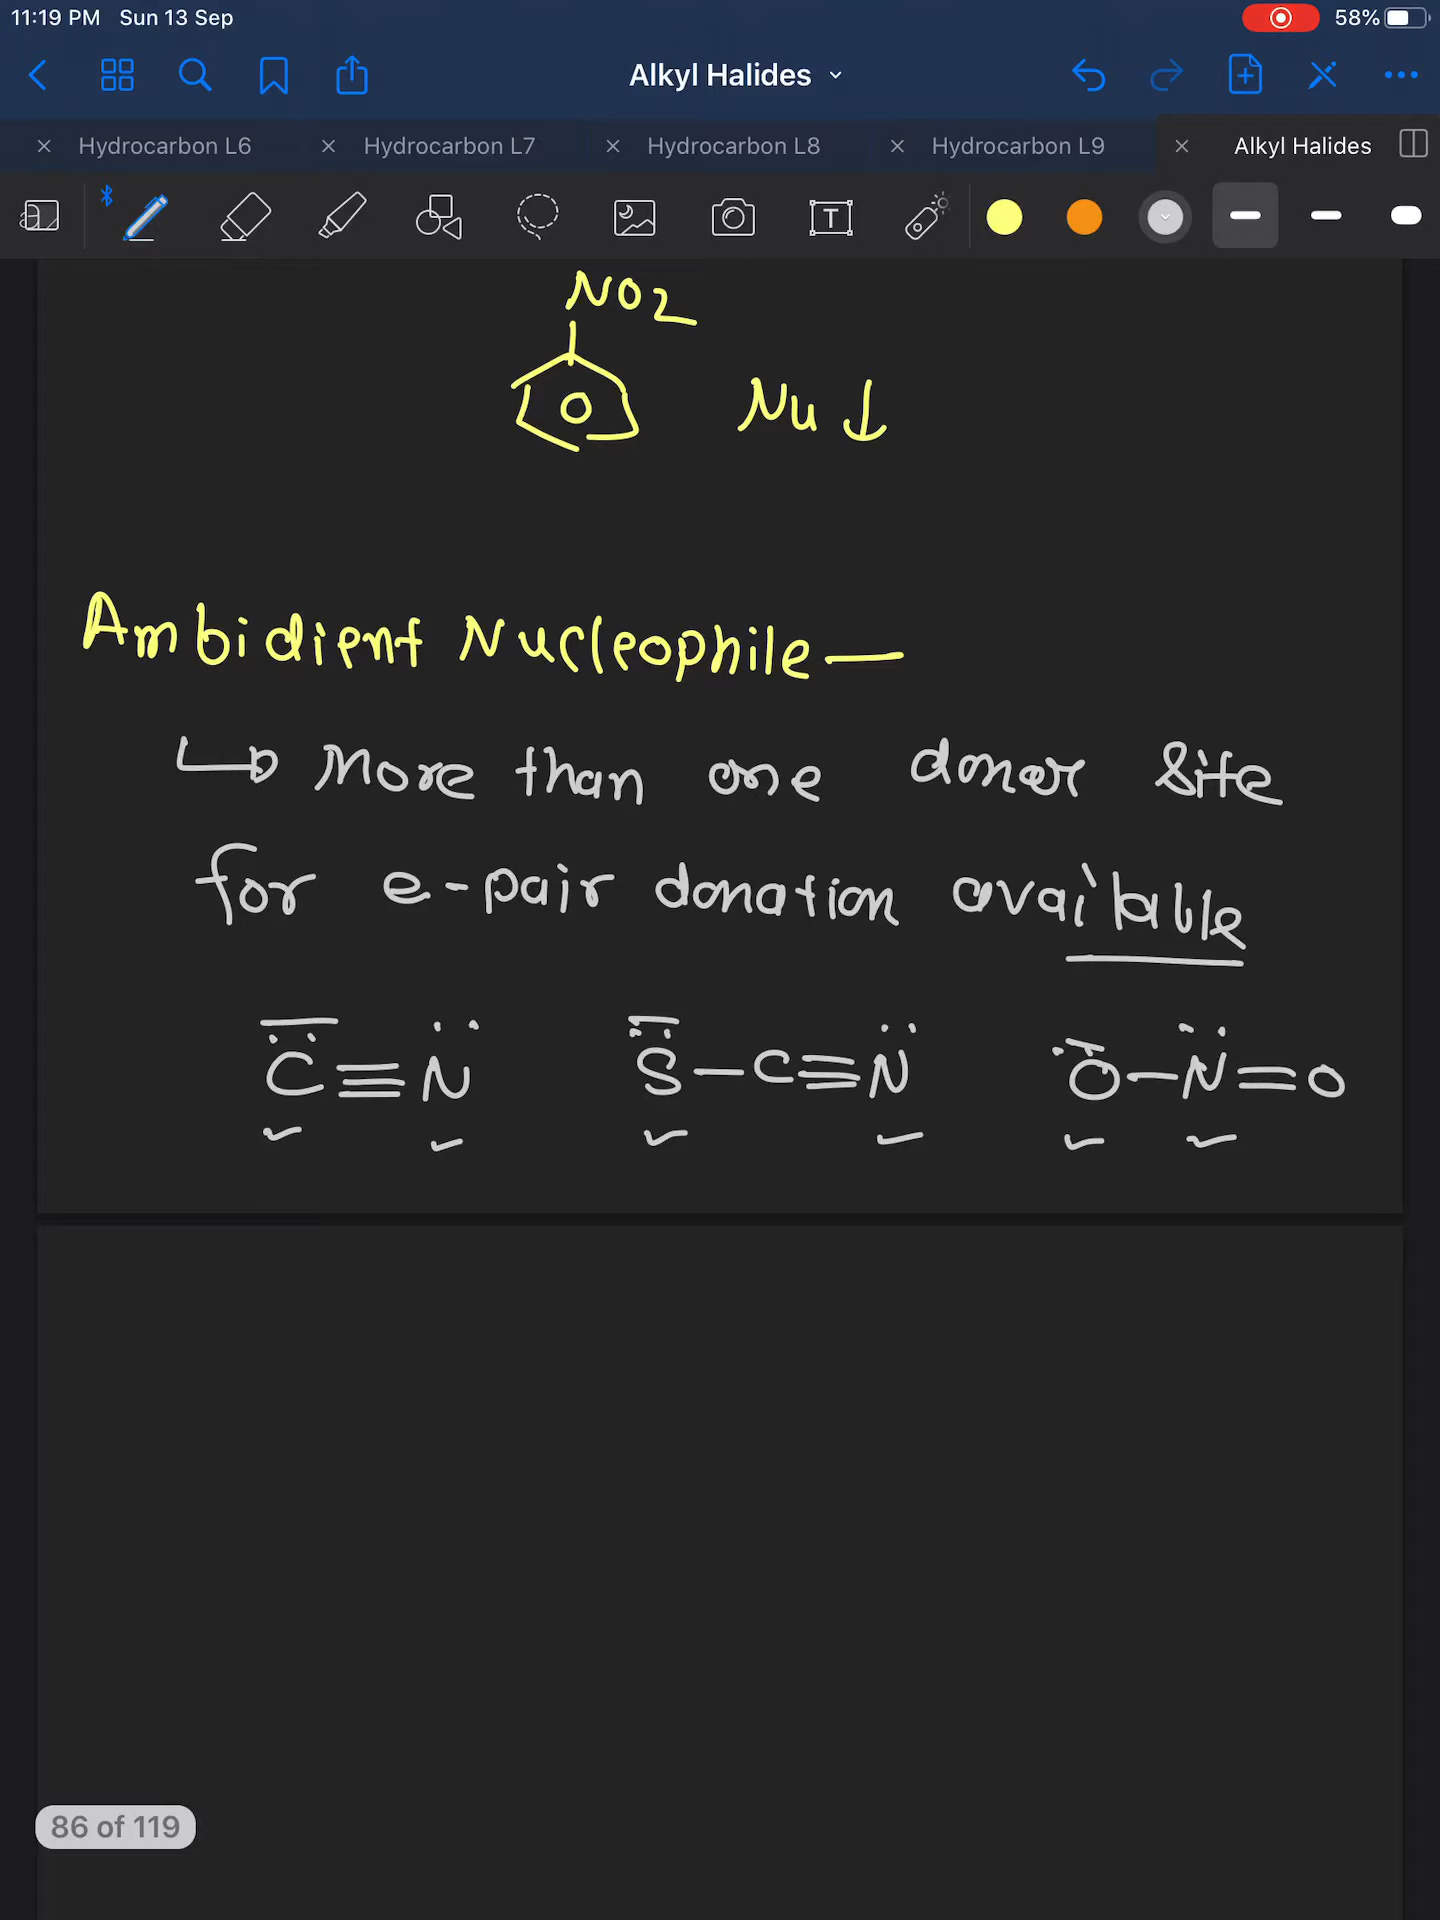 11:19 PM Sun 13 Sep 58%
Alkyl Halides
Hydrocarbon L6 Hydrocarbon L7 Hydrocarbon L8 Hydrocarbon L9 Alkyl Halides
NO2
Nu ↓
Ambidient Nucleophile —
↳ More than one donor site
for e-pair donation available
C≡N S—C≡N O—N=O
86 of 119